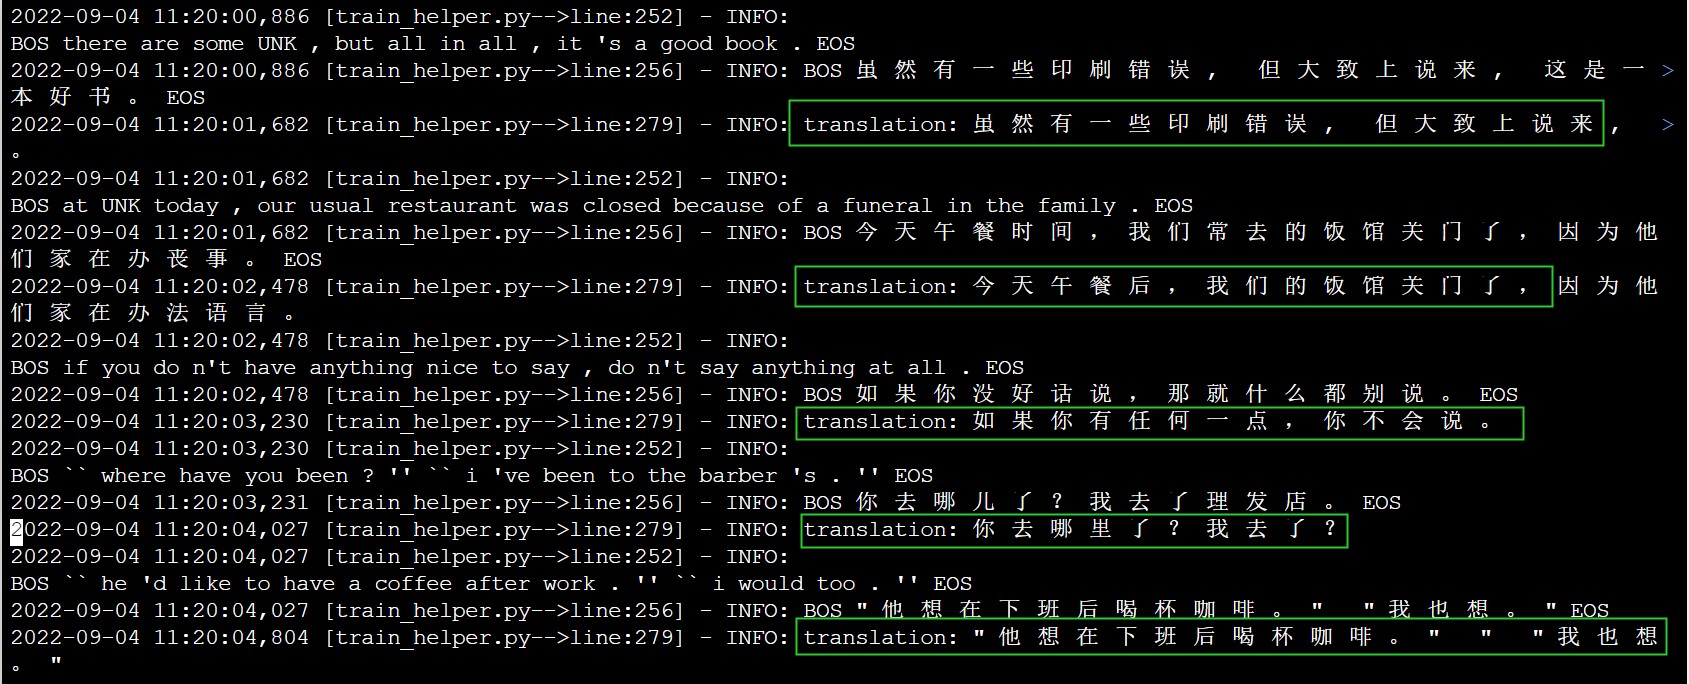 2022-09-04 11:20:00,886 [train_helper.py-->line:252] - INFO:
BOS there are some UNK , but all in all , it 's a good book . EOS
2022-09-04 11:20:00,886 [train_helper.py-->line:256] - INFO: BOS 虽 然 有 一 些 印 刷 错 误 ， 但 大 致 上 说 来 ， 这 是 一 >
本 好 书 。 EOS
2022-09-04 11:20:01,682 [train_helper.py-->line:279] - INFO: translation: 虽 然 有 一 些 印 刷 错 误 ， 但 大 致 上 说 来 ， >
。
2022-09-04 11:20:01,682 [train_helper.py-->line:252] - INFO:
BOS at UNK today , our usual restaurant was closed because of a funeral in the family . EOS
2022-09-04 11:20:01,682 [train_helper.py-->line:256] - INFO: BOS 今 天 午 餐 时 间 ， 我 们 常 去 的 饭 馆 关 门 了 ， 因 为 他
们 家 在 办 丧 事 。 EOS
2022-09-04 11:20:02,478 [train_helper.py-->line:279] - INFO: translation: 今 天 午 餐 后 ， 我 们 的 饭 馆 关 门 了 ， 因 为 他
们 家 在 办 法 语 言 。
2022-09-04 11:20:02,478 [train_helper.py-->line:252] - INFO:
BOS if you do n't have anything nice to say , do n't say anything at all . EOS
2022-09-04 11:20:02,478 [train_helper.py-->line:256] - INFO: BOS 如 果 你 没 好 话 说 ， 那 就 什 么 都 别 说 。 EOS
2022-09-04 11:20:03,230 [train_helper.py-->line:279] - INFO: translation: 如 果 你 有 任 何 一 点 ， 你 不 会 说 。
2022-09-04 11:20:03,230 [train_helper.py-->line:252] - INFO:
BOS `` where have you been ? '' `` i 've been to the barber 's . '' EOS
2022-09-04 11:20:03,231 [train_helper.py-->line:256] - INFO: BOS 你 去 哪 儿 了 ？ 我 去 了 理 发 店 。 EOS
2022-09-04 11:20:04,027 [train_helper.py-->line:279] - INFO: translation: 你 去 哪 里 了 ？ 我 去 了 ？
2022-09-04 11:20:04,027 [train_helper.py-->line:252] - INFO:
BOS `` he 'd like to have a coffee after work . '' `` i would too . '' EOS
2022-09-04 11:20:04,027 [train_helper.py-->line:256] - INFO: BOS " 他 想 在 下 班 后 喝 杯 咖 啡 。 " " 我 也 想 。 " EOS
2022-09-04 11:20:04,804 [train_helper.py-->line:279] - INFO: translation: " 他 想 在 下 班 后 喝 杯 咖 啡 。 " " " 我 也 想
。 "